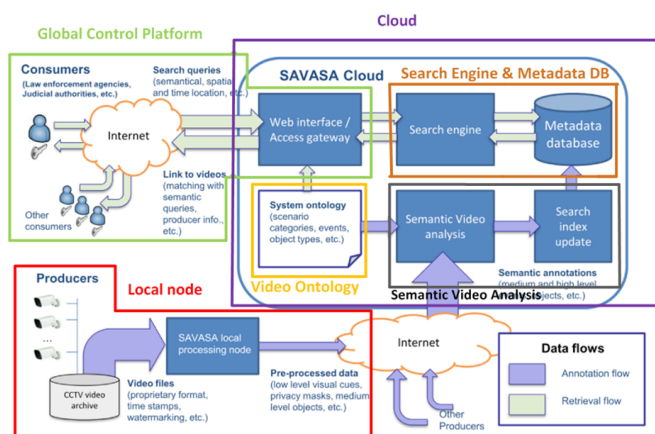 Cloud
Global Control Platform
Consumers
(Law enforcement agencies,
Judicial authorities, etc.)
Search queries
(semantical, spatial
and time location, etc.)
Internet
Link to videos
(matching with
semantic
queries,
producer info.,
etc.)
Other
consumers
SAVASA Cloud
Search Engine & Metadata DB
Web interface /
Access gateway
Search engine
Metadata
database
System ontology
(scenario
categories, events,
object types, etc.)
Video Ontology
Semantic Video
analysis
Search
index
update
Semantic annotations
(medium and high level
objects, etc.)
Semantic Video Analysis
Producers
Local node
...
SAVASA local
processing node
CCTV video
archive
Video files
(proprietary format,
time stamps,
watermarking, etc.)
Pre-processed data
(low level visual cues,
privacy masks, medium
level objects, etc.)
Internet
Other
Producers
Data flows
Annotation flow
Retrieval flow